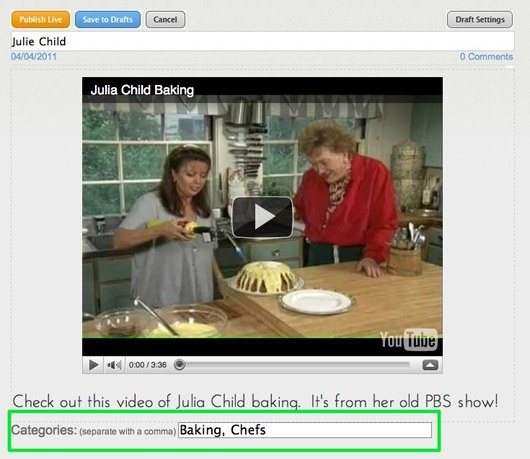 Publish Live Save to Drafts Cancel Draft Settings
Julie Child
04/04/2011 0 Comments
Julia Child Baking
YouTube
0:00 / 3:36
Check out this video of Julia Child baking. It's from her old PBS show!
Categories: (separate with a comma) Baking, Chefs